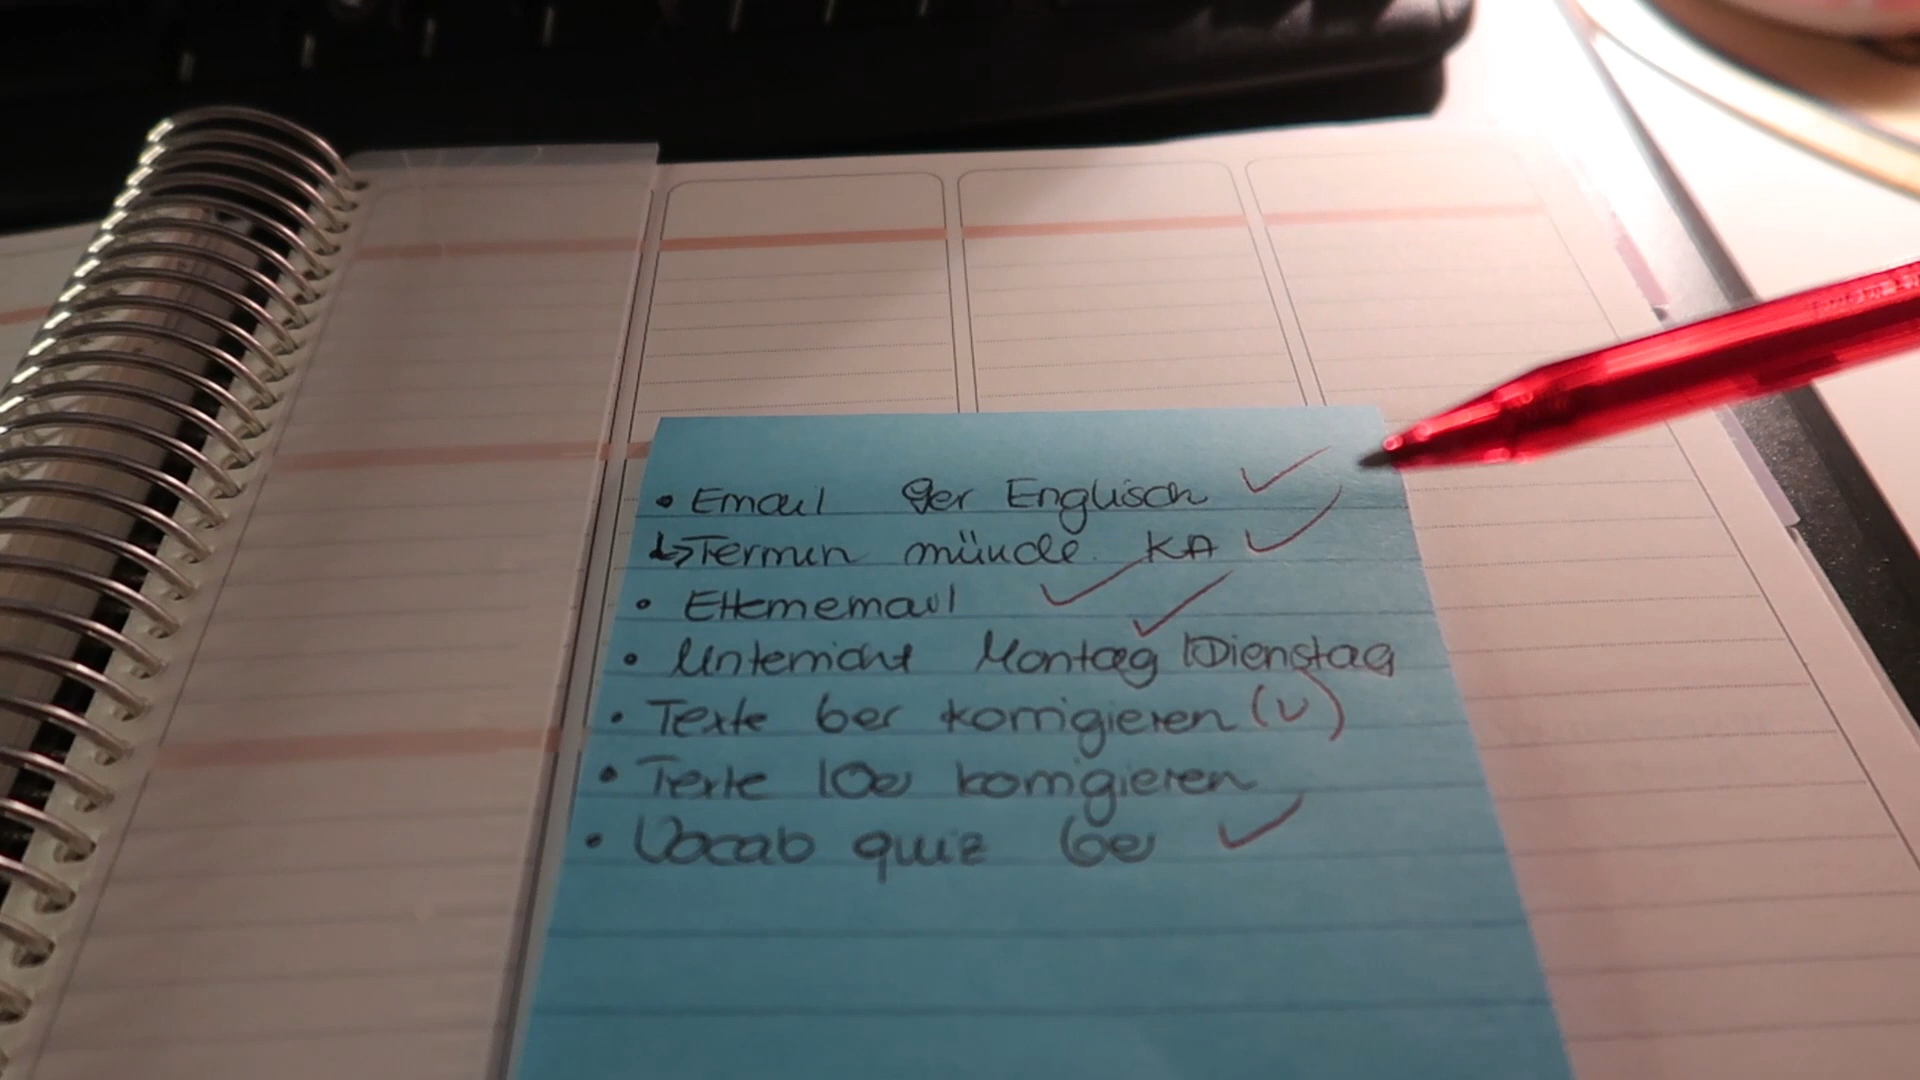 • Email 9er Englisch ✓
↳ Termin mündl. KA ✓
• Elternemail ✓
• Unterricht Montag ✓ | Dienstag
• Texte 6er korrigieren (✓)
• Texte 10e korrigieren
• Vocab quiz 6e ✓